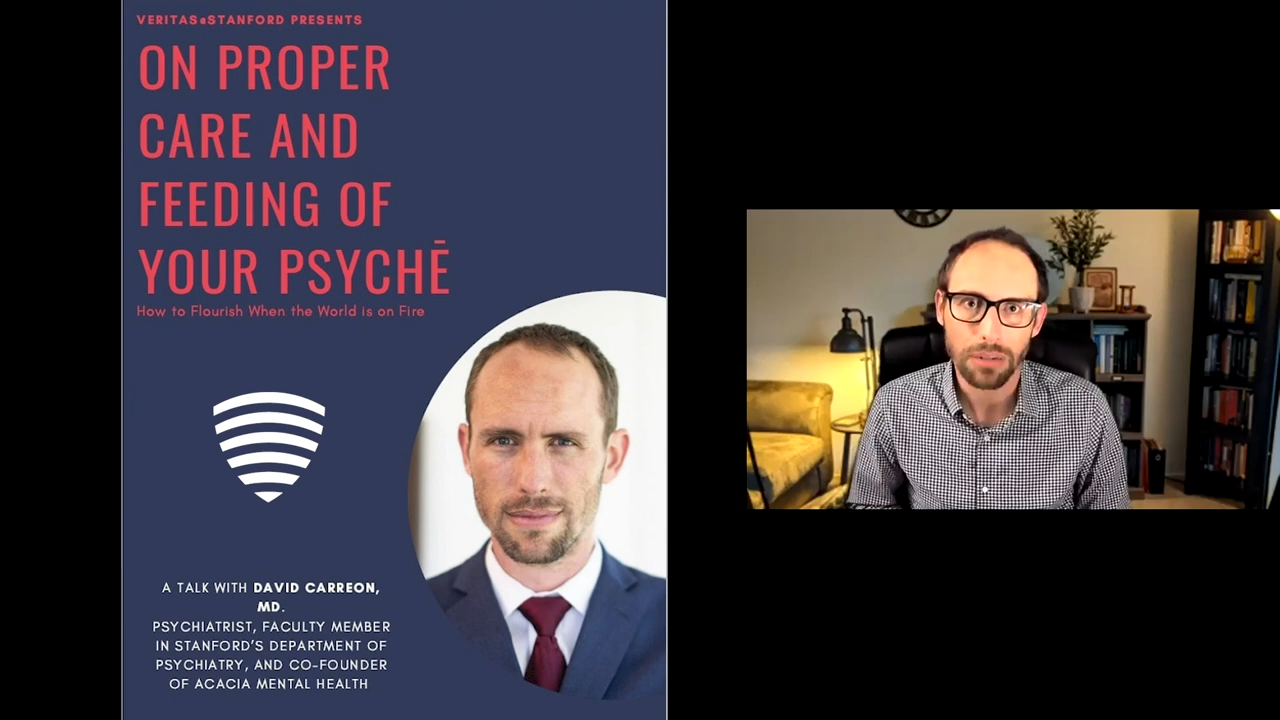 VERITAS@STANFORD PRESENTS
ON PROPER
CARE AND
FEEDING OF
YOUR PSYCHĒ
How to Flourish When the World is on Fire
A TALK WITH DAVID CARREON,
MD.
PSYCHIATRIST, FACULTY MEMBER
IN STANFORD'S DEPARTMENT OF
PSYCHIATRY, AND CO-FOUNDER
OF ACACIA MENTAL HEALTH